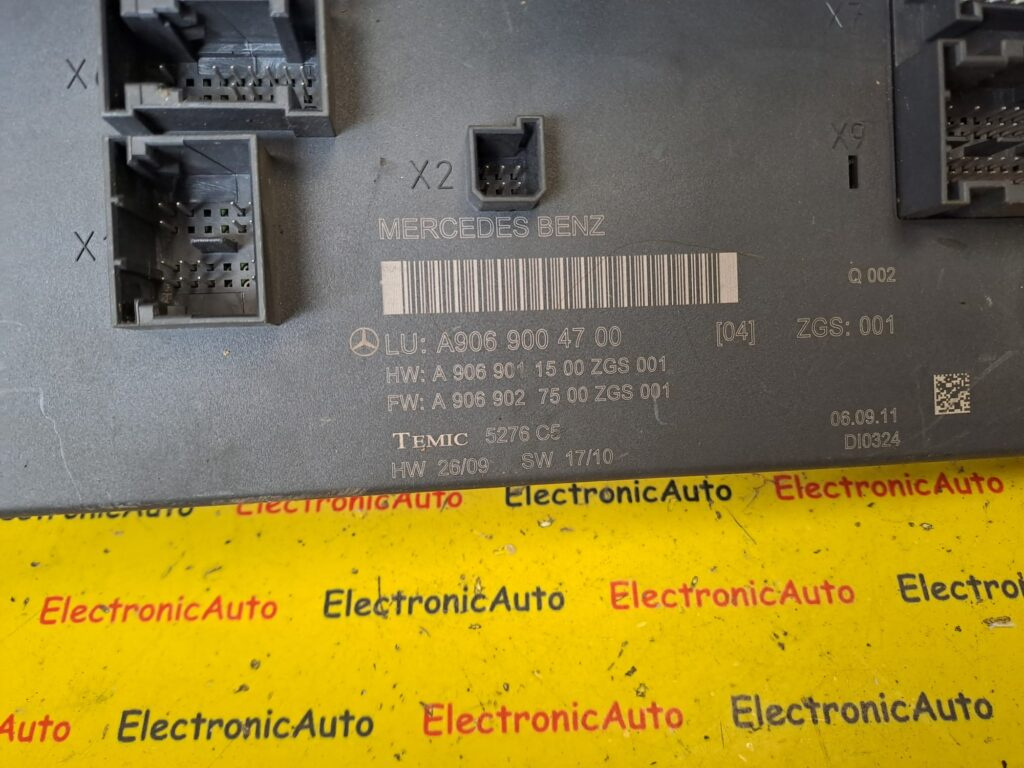 X7
X2
X9
MERCEDES BENZ
Q 002
LU: A906 900 47 00 [04] ZGS: 001
HW: A 906 901 15 00 ZGS 001
FW: A 906 902 75 00 ZGS 001
06.09.11
TEMIC 5276 C5
DI0324
HW 26/09 SW 17/10
ElectronicAuto ElectronicAuto ElectronicAuto
ElectronicAuto ElectronicAuto ElectronicAuto ElectronicAuto
Auto ElectronicAuto ElectronicAuto ElectronicAuto